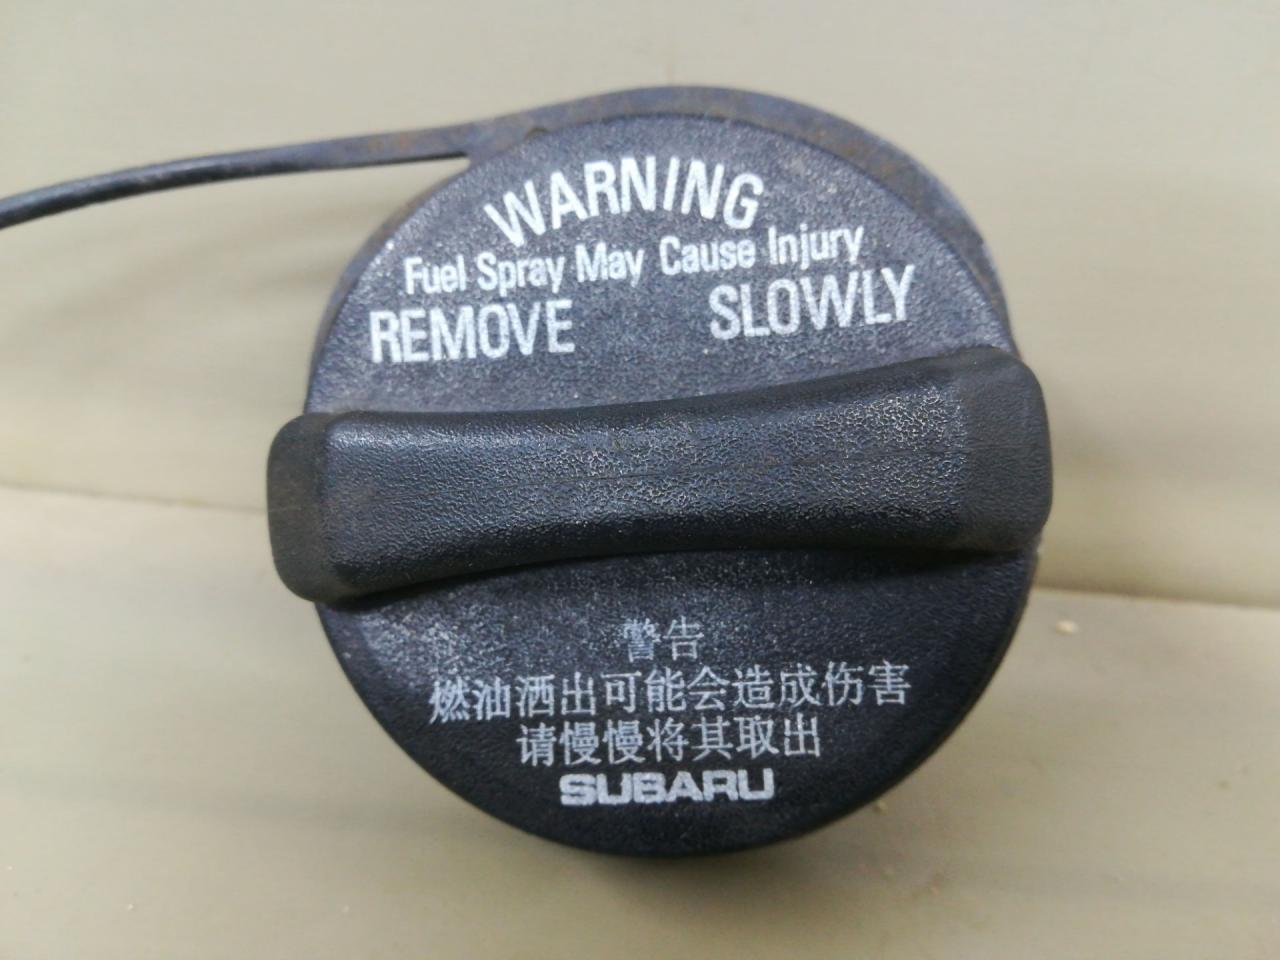 WARNING
Fuel Spray May Cause Injury
REMOVE SLOWLY
警告
燃油洒出可能会造成伤害
请慢慢将其取出
SUBARU